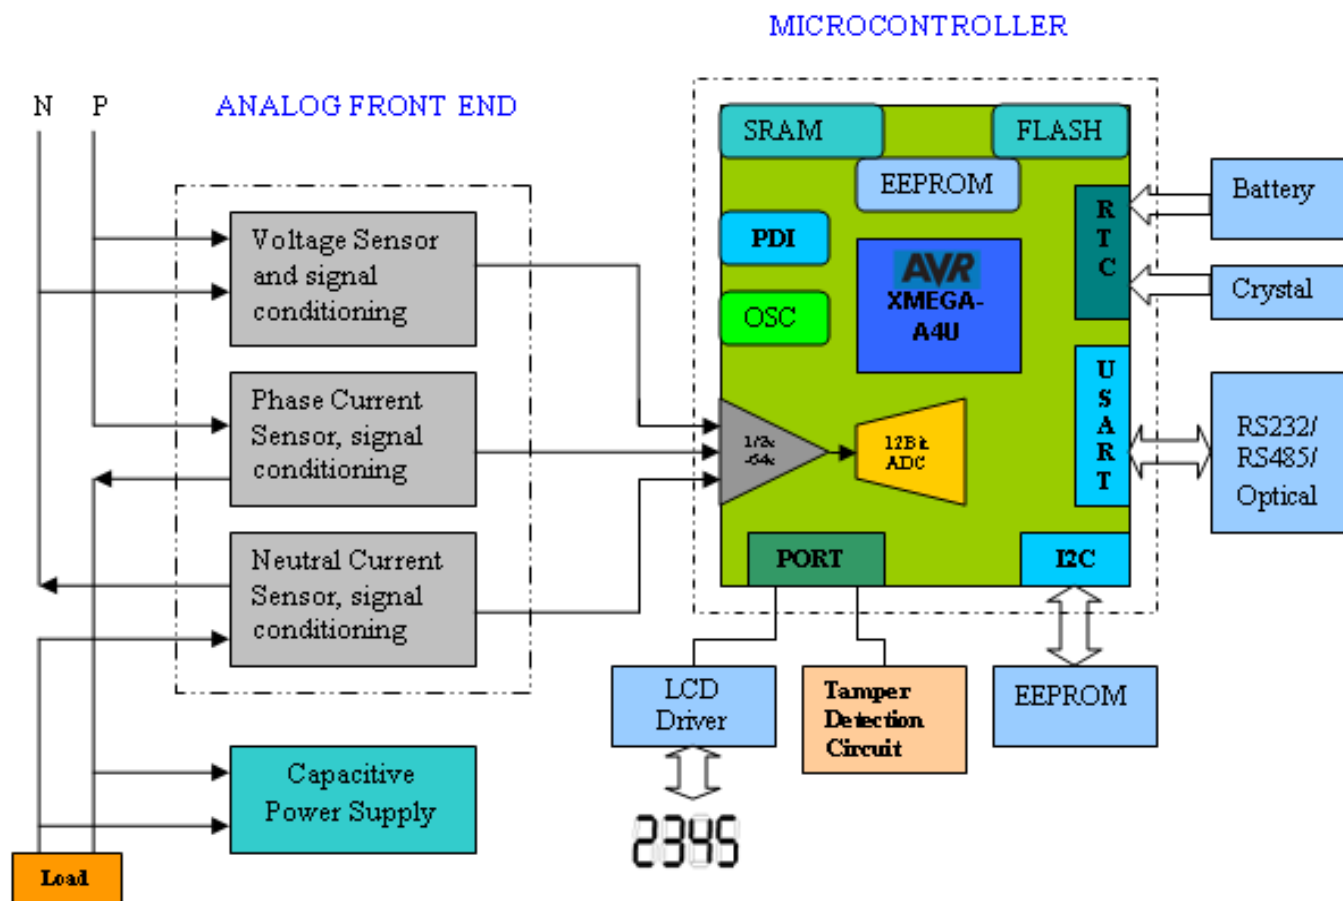 MICROCONTROLLER
N P
ANALOG FRONT END
SRAM
FLASH
EEPROM
Battery
Voltage Sensor
and signal
conditioning
PDI
RTC
AVR
XMEGA-
A4U
Crystal
OSC
Phase Current
Sensor, signal
conditioning
USART
12Bit
ADC
RS232/
RS485/
Optical
Neutral Current
Sensor, signal
conditioning
PORT
I2C
LCD
Driver
Tamper
Detection
Circuit
EEPROM
Capacitive
Power Supply
2345
Load